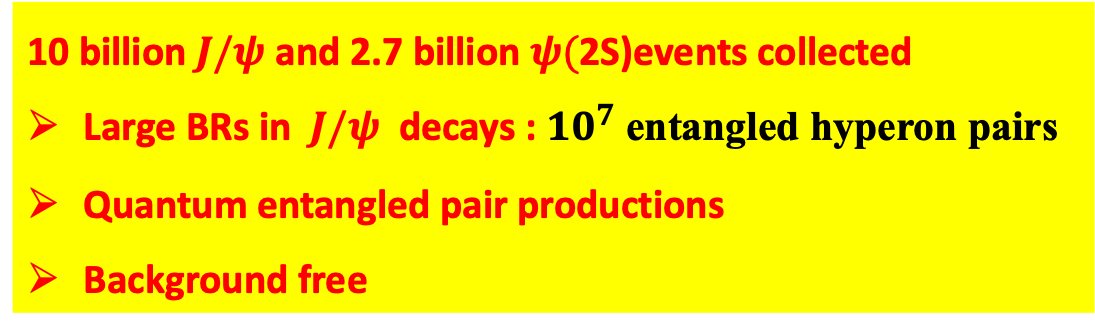 10 billion J/ψ and 2.7 billion ψ(2S)events collected
➢ Large BRs in J/ψ decays : 10⁷ entangled hyperon pairs
➢ Quantum entangled pair productions
➢ Background free